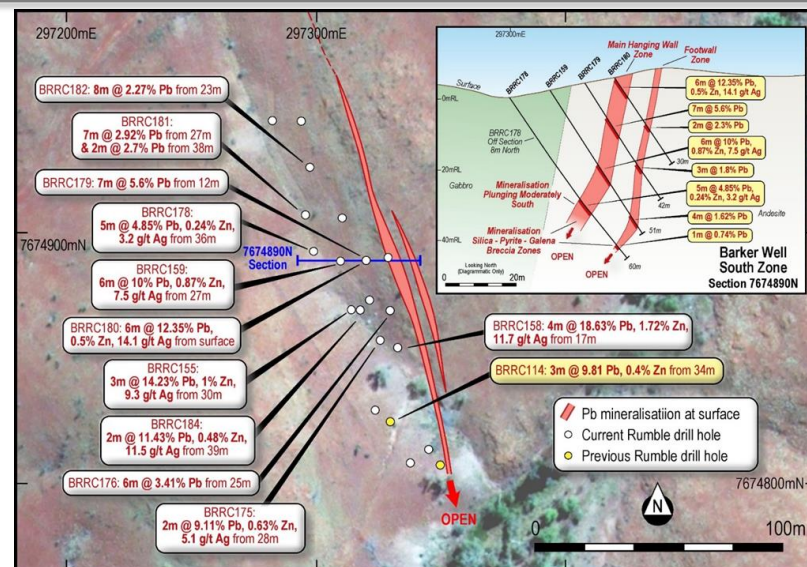 297200mE
297300mE
BRRC182: 8m @ 2.27% Pb from 23m
BRRC181:
7m @ 2.92% Pb from 27m
& 2m @ 2.7% Pb from 38m
BRRC179: 7m @ 5.6% Pb from 12m
BRRC178:
5m @ 4.85% Pb, 0.24% Zn,
3.2 g/t Ag from 36m
7674900mN
7674890N
Section
BRRC159:
6m @ 10% Pb, 0.87% Zn,
7.5 g/t Ag from 27m
BRRC180: 6m @ 12.35% Pb,
0.5% Zn, 14.1 g/t Ag from surface
BRRC155:
3m @ 14.23% Pb, 1% Zn,
9.3 g/t Ag from 30m
BRRC184:
2m @ 11.43% Pb, 0.48% Zn,
11.5 g/t Ag from 39m
BRRC176: 6m @ 3.41% Pb from 25m
BRRC175:
2m @ 9.11% Pb, 0.63% Zn,
5.1 g/t Ag from 28m
297300mE
Surface
BRRC178
BRRC159
BRRC179
BRRC180
Main Hanging Wall
Zone
Footwall
Zone
0mRL
6m @ 12.35% Pb,
0.5% Zn, 14.1 g/t Ag
7m @ 5.6% Pb
2m @ 2.3% Pb
6m @ 10% Pb,
0.87% Zn, 7.5 g/t Ag
3m @ 1.8% Pb
5m @ 4.85% Pb,
0.24% Zn, 3.2 g/t Ag
4m @ 1.62% Pb
1m @ 0.74% Pb
BRRC178
Off Section
8m North
20mRL
Gabbro
Mineralisation
Plunging Moderately
South
Mineralisation
Silica - Pyrite - Galena
Breccia Zones
40mRL
30m
42m
51m
60m
Andesite
OPEN
OPEN
Looking North
(Diagrammatic Only)
0
20m
Barker Well
South Zone
Section 7674890N
BRRC158: 4m @ 18.63% Pb, 1.72% Zn,
11.7 g/t Ag from 17m
BRRC114: 3m @ 9.81 Pb, 0.4% Zn from 34m
Pb mineralisatiion at surface
Current Rumble drill hole
Previous Rumble drill hole
7674800mN
OPEN
N
0
100m